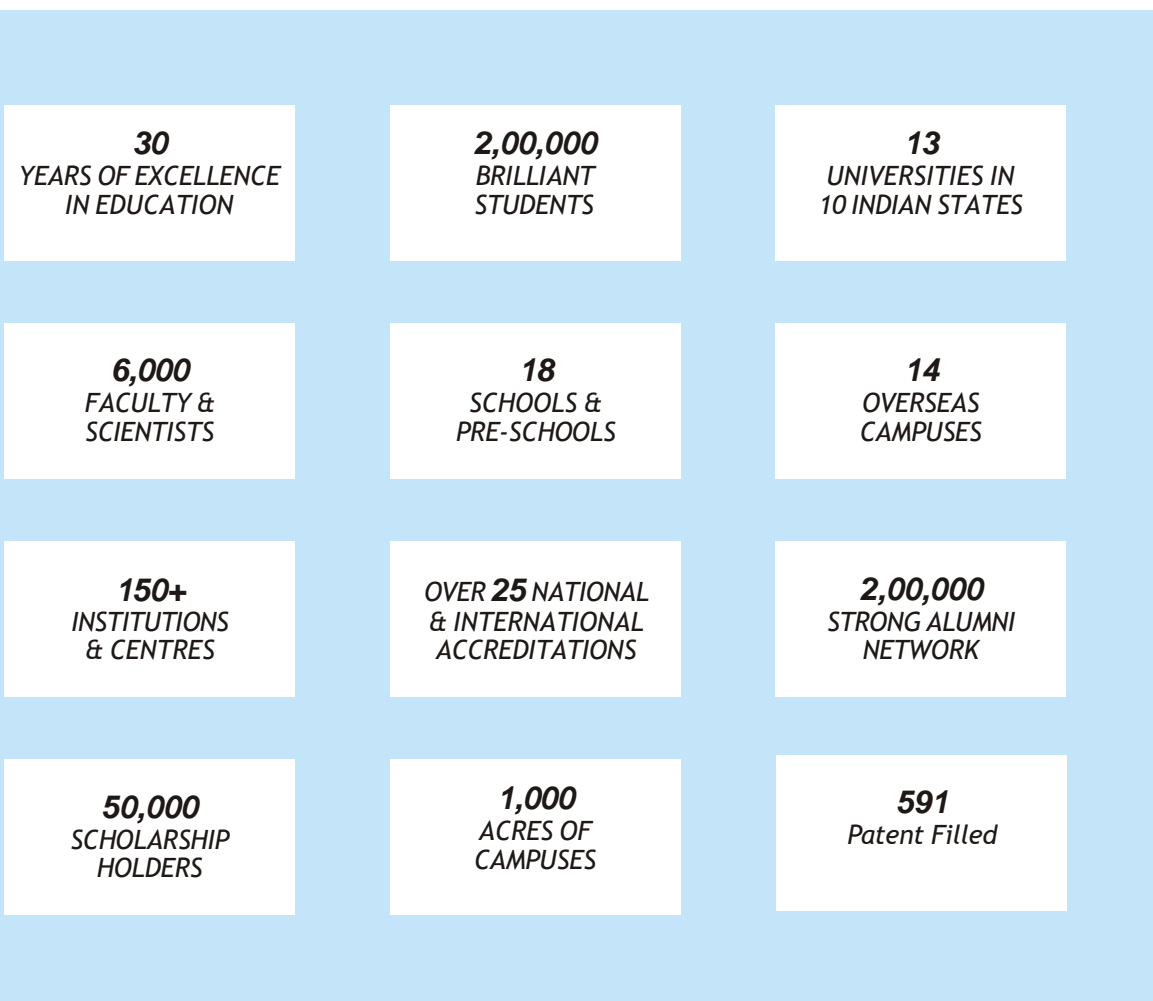 30
YEARS OF EXCELLENCE
IN EDUCATION
2,00,000
BRILLIANT
STUDENTS
13
UNIVERSITIES IN
10 INDIAN STATES
6,000
FACULTY &
SCIENTISTS
18
SCHOOLS &
PRE-SCHOOLS
14
OVERSEAS
CAMPUSES
150+
INSTITUTIONS
& CENTRES
OVER 25 NATIONAL
& INTERNATIONAL
ACCREDITATIONS
2,00,000
STRONG ALUMNI
NETWORK
50,000
SCHOLARSHIP
HOLDERS
1,000
ACRES OF
CAMPUSES
591
Patent Filled